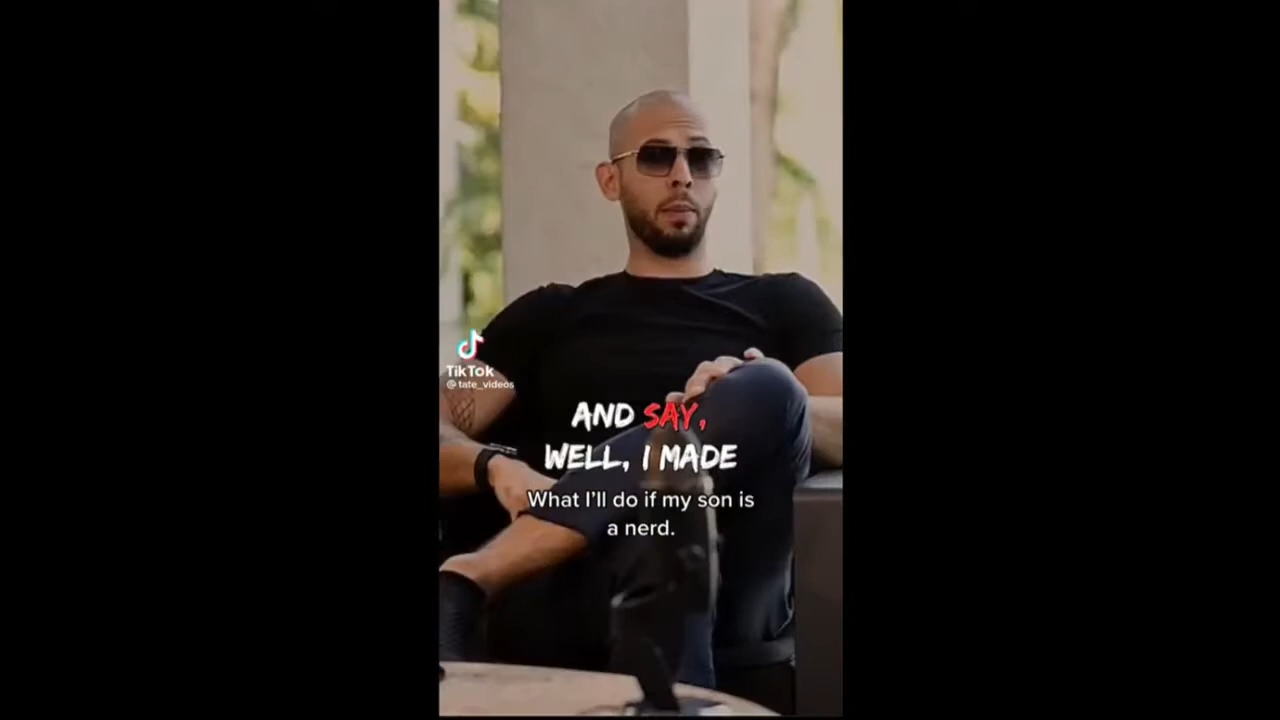 TikTok
@tate_videos
AND SAY,
WELL, I MADE
What I'll do if my son is
a nerd.